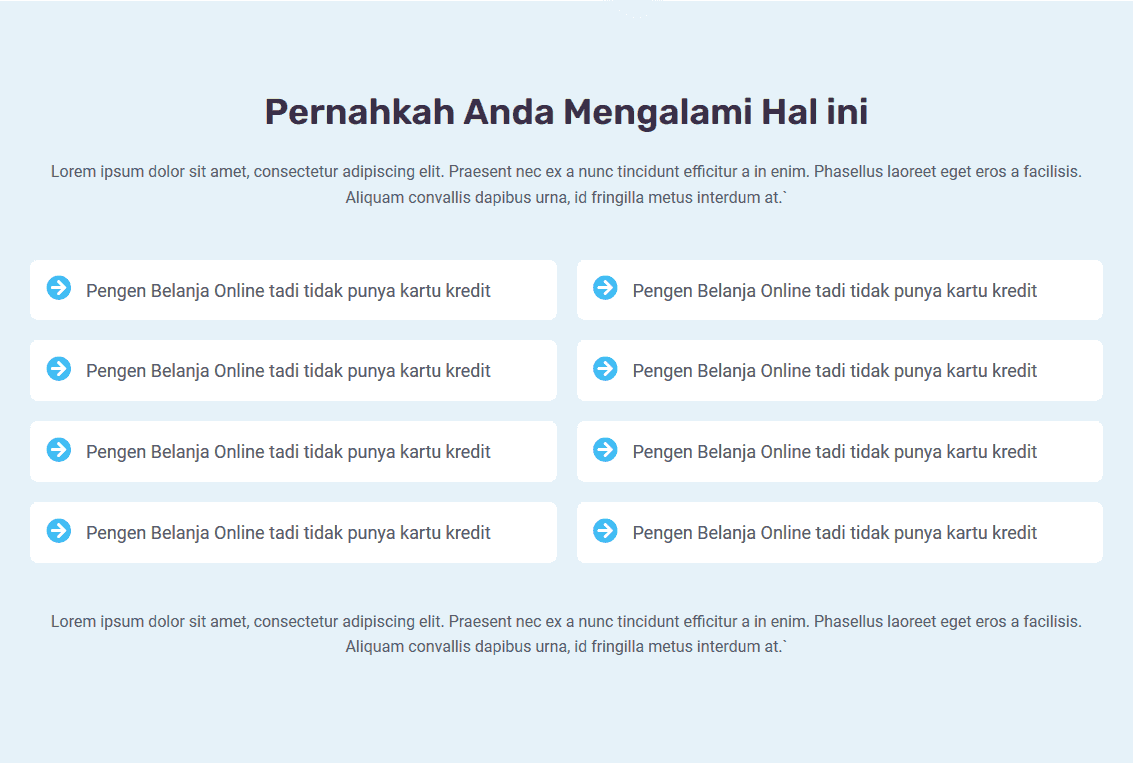 Pernahkah Anda Mengalami Hal ini
Lorem ipsum dolor sit amet, consectetur adipiscing elit. Praesent nec ex a nunc tincidunt efficitur a in enim. Phasellus laoreet eget eros a facilisis.
Aliquam convallis dapibus urna, id fringilla metus interdum at.`
Pengen Belanja Online tadi tidak punya kartu kredit
Pengen Belanja Online tadi tidak punya kartu kredit
Pengen Belanja Online tadi tidak punya kartu kredit
Pengen Belanja Online tadi tidak punya kartu kredit
Pengen Belanja Online tadi tidak punya kartu kredit
Pengen Belanja Online tadi tidak punya kartu kredit
Pengen Belanja Online tadi tidak punya kartu kredit
Pengen Belanja Online tadi tidak punya kartu kredit
Lorem ipsum dolor sit amet, consectetur adipiscing elit. Praesent nec ex a nunc tincidunt efficitur a in enim. Phasellus laoreet eget eros a facilisis.
Aliquam convallis dapibus urna, id fringilla metus interdum at.`